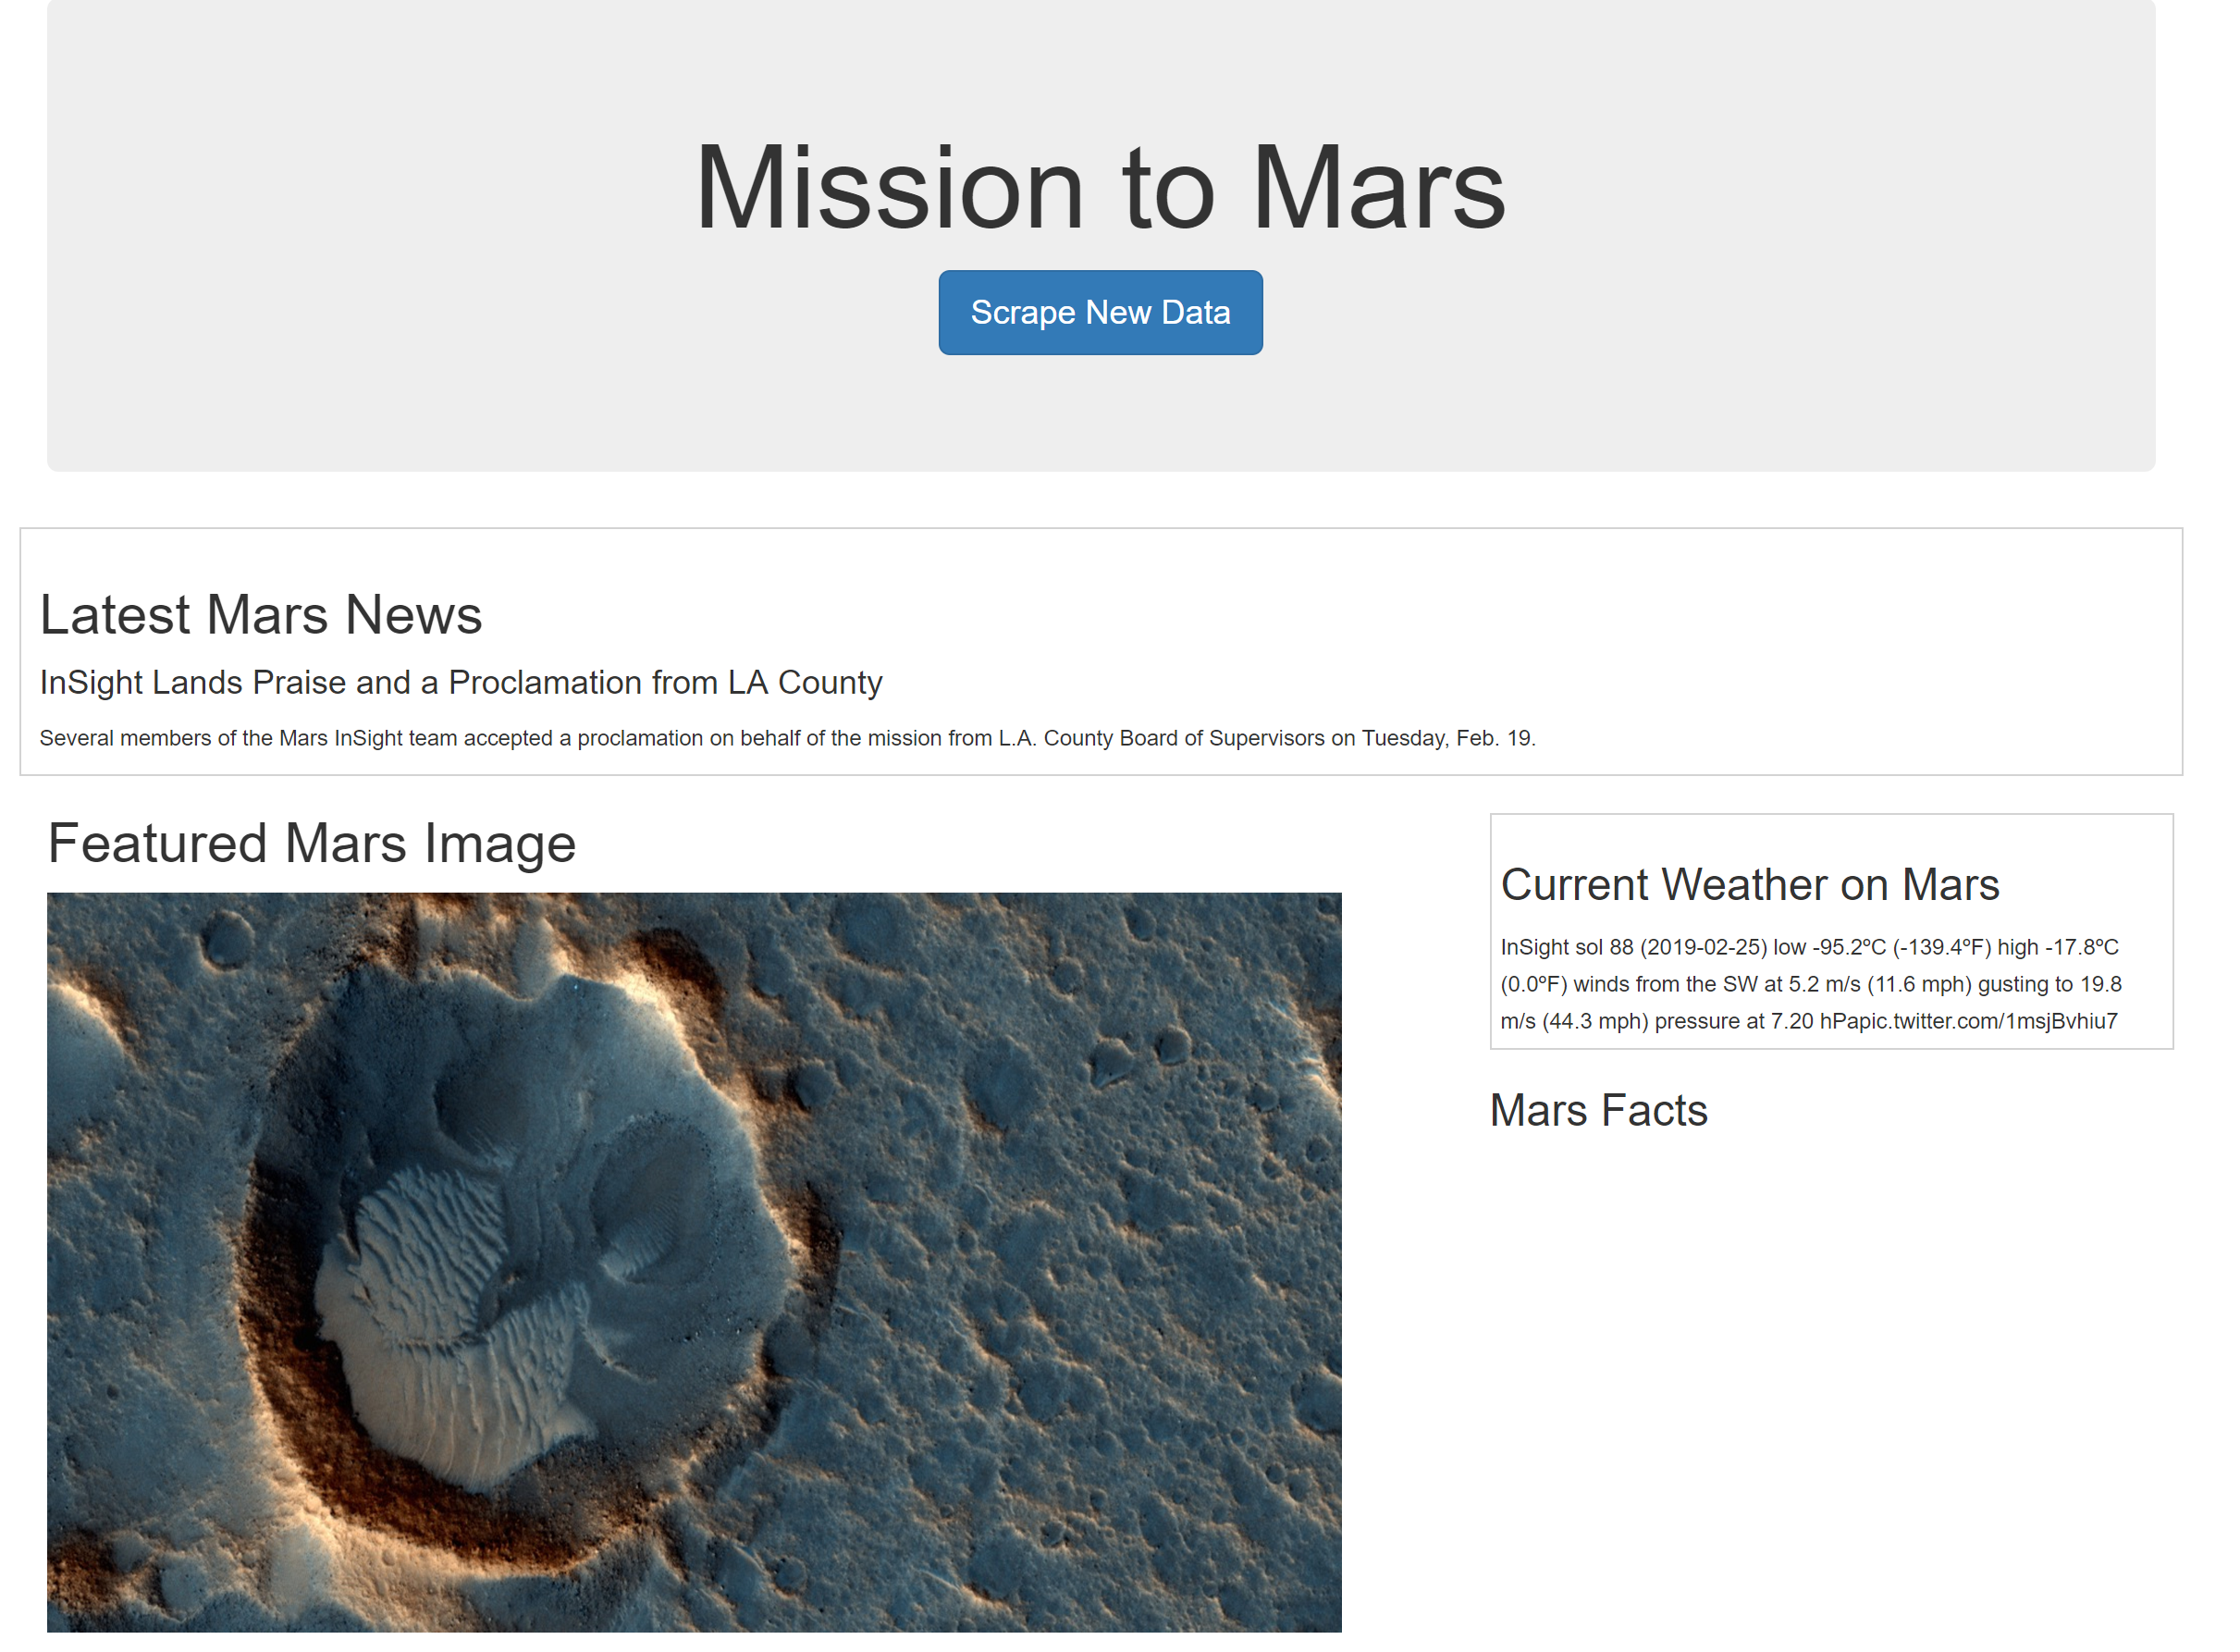 Mission to Mars
Scrape New Data
Latest Mars News
InSight Lands Praise and a Proclamation from LA County
Several members of the Mars InSight team accepted a proclamation on behalf of the mission from L.A. County Board of Supervisors on Tuesday, Feb. 19.
Featured Mars Image
Current Weather on Mars
InSight sol 88 (2019-02-25) low -95.2ºC (-139.4ºF) high -17.8ºC
(0.0ºF) winds from the SW at 5.2 m/s (11.6 mph) gusting to 19.8
m/s (44.3 mph) pressure at 7.20 hPapic.twitter.com/1msjBvhiu7
Mars Facts